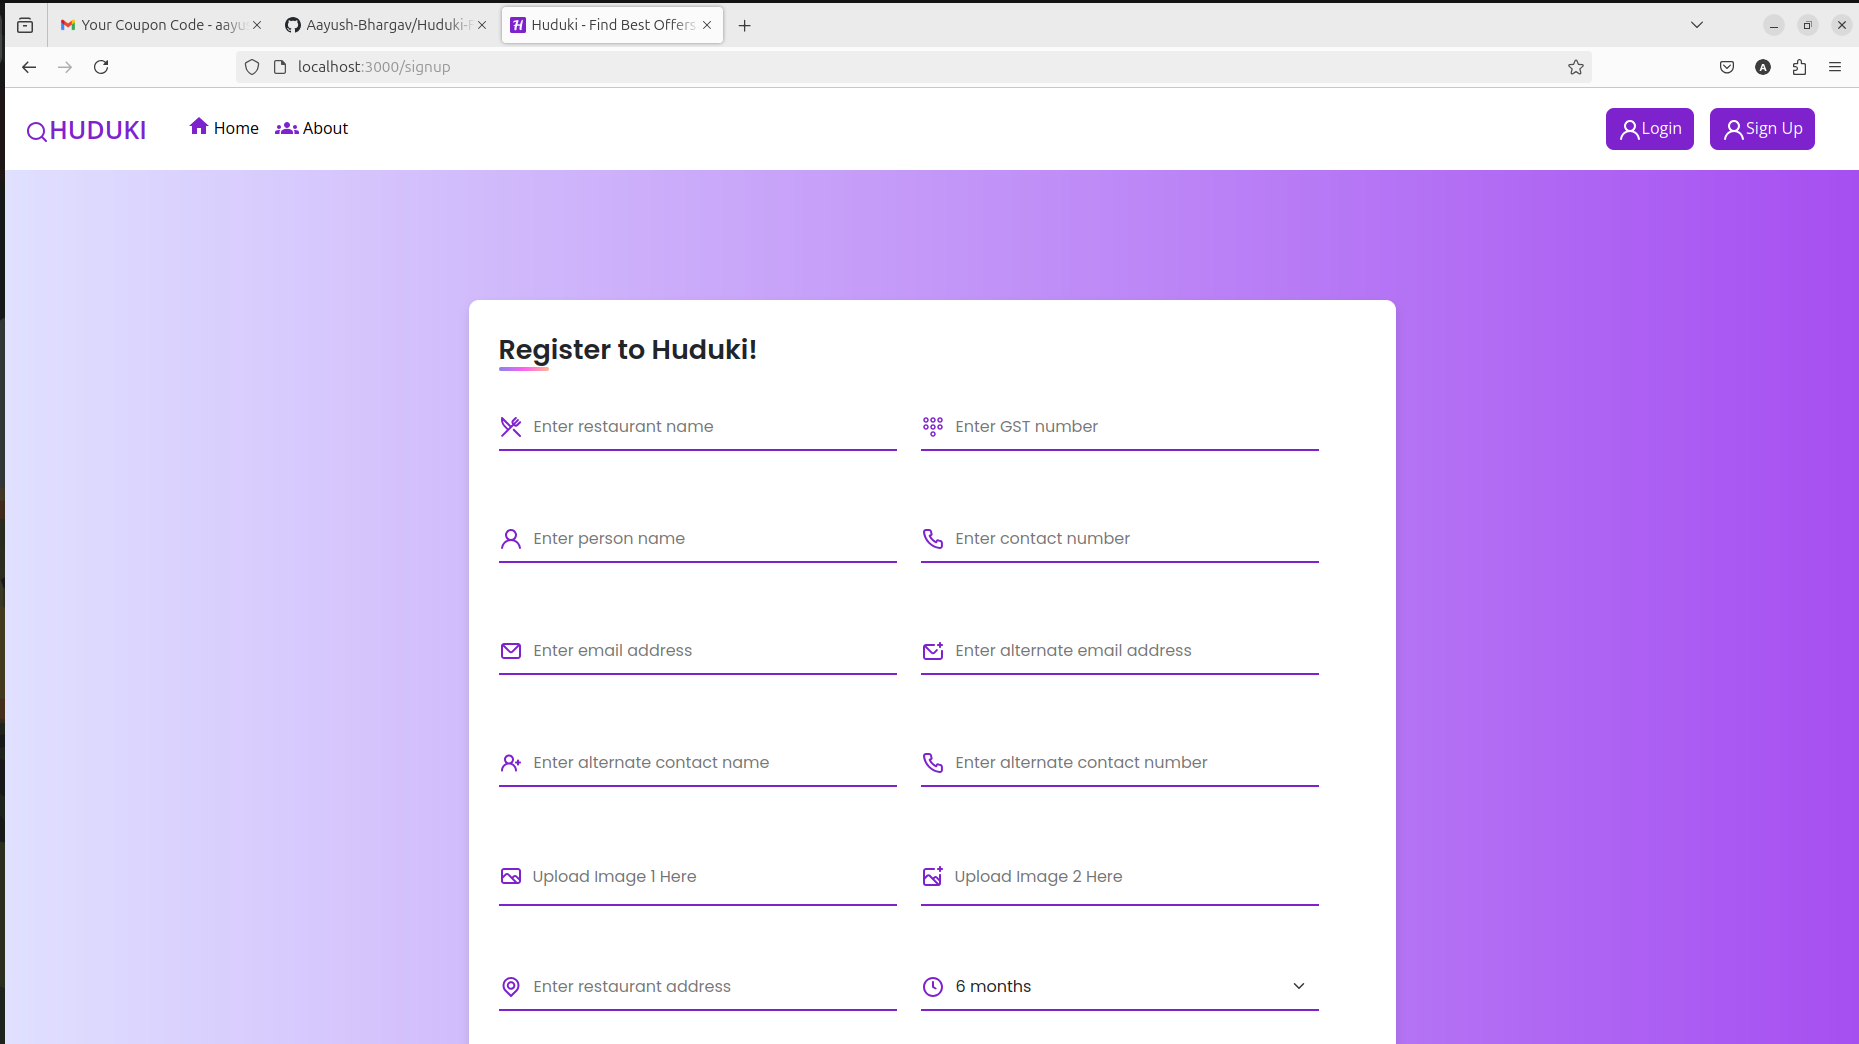 Your Coupon Code - aayu
Aayush-Bhargav/Huduki-F
Huduki - Find Best Offers
localhost:3000/signup
A
HUDUKI
Home
About
Login
Sign Up
Register to Huduki!
Enter restaurant name
Enter GST number
Enter person name
Enter contact number
Enter email address
Enter alternate email address
Enter alternate contact name
Enter alternate contact number
Upload Image 1 Here
Upload Image 2 Here
Enter restaurant address
6 months